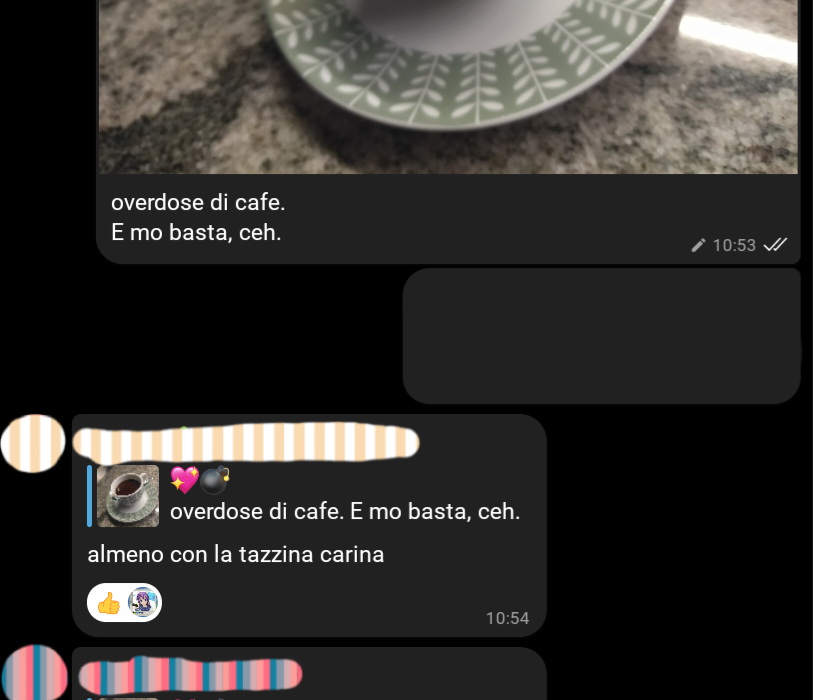 overdose di cafe.
E mo basta, ceh.
10:53
💖💣
overdose di cafe. E mo basta, ceh.
almeno con la tazzina carina
👍
10:54